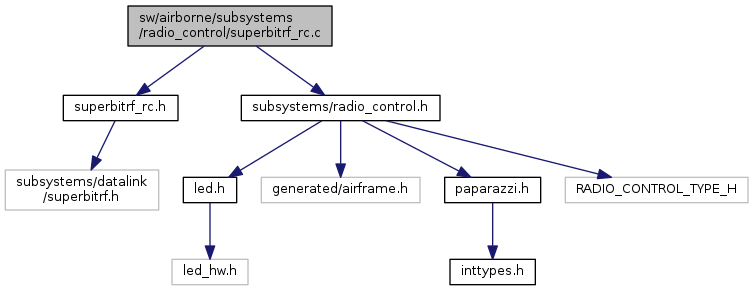 sw/airborne/subsystems
/radio_control/superbitrf_rc.c
superbitrf_rc.h
subsystems/radio_control.h
subsystems/datalink
/superbitrf.h
led.h
generated/airframe.h
paparazzi.h
RADIO_CONTROL_TYPE_H
led_hw.h
inttypes.h